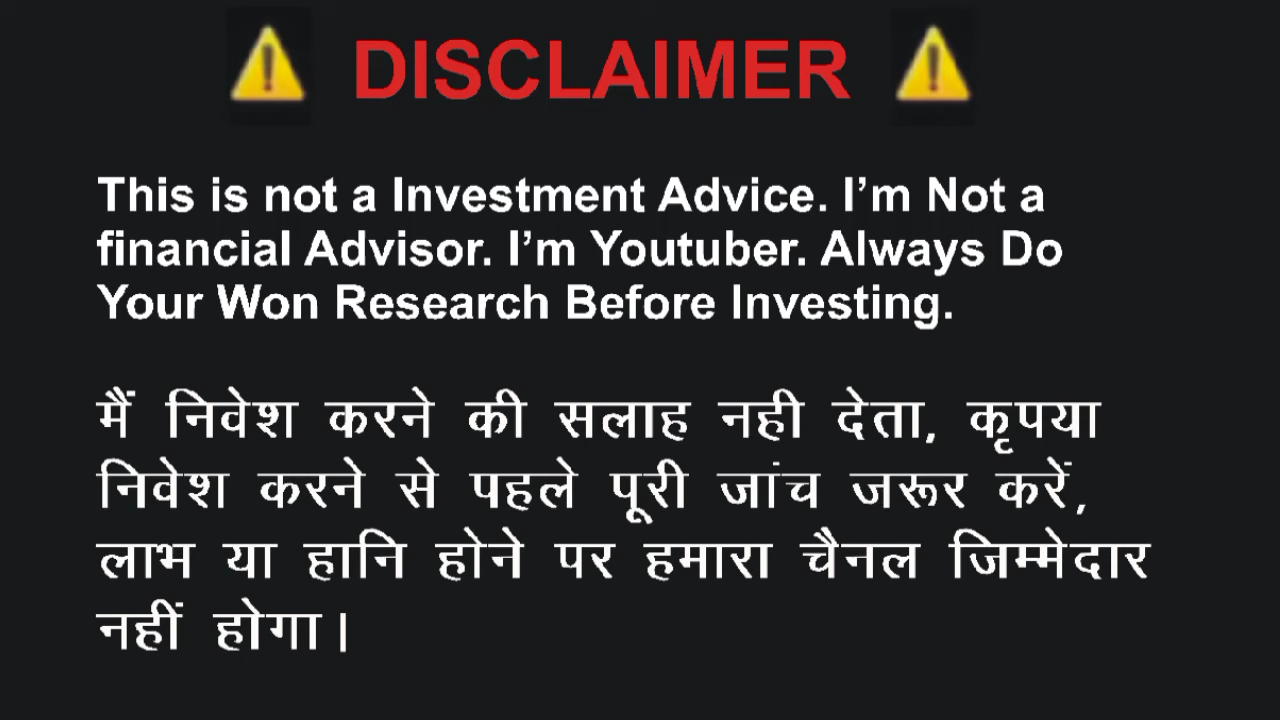 ⚠ DISCLAIMER ⚠
This is not a Investment Advice. I’m Not a
financial Advisor. I’m Youtuber. Always Do
Your Won Research Before Investing.
मैं निवेश करने की सलाह नही देता, कृपया
निवेश करने से पहले पूरी जांच जरूर करें,
लाभ या हानि होने पर हमारा चैनल जिम्मेदार
नहीं होगा।